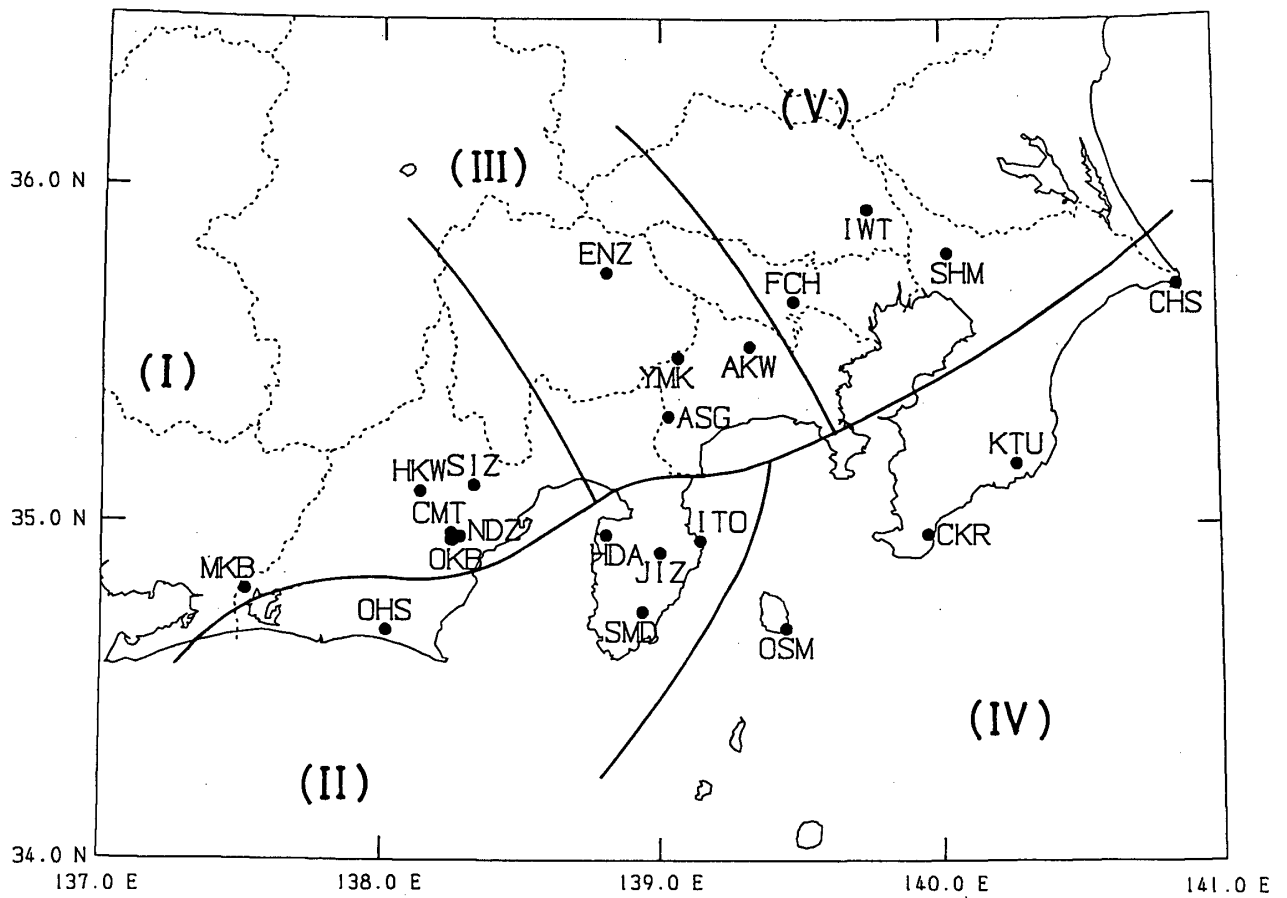 (V)
(III)
36.0 N
IWT
ENZ
SHM
FCH
CHS
(I)
YMK
AKW
ASG
KTU
HKW
SIZ
CMT
35.0 N
NDZ
ITO
OKB
HDA
CKR
JIZ
MKB
OHS
SMD
OSM
(IV)
(II)
34.0 N
137.0 E
138.0 E
139.0 E
140.0 E
141.0 E